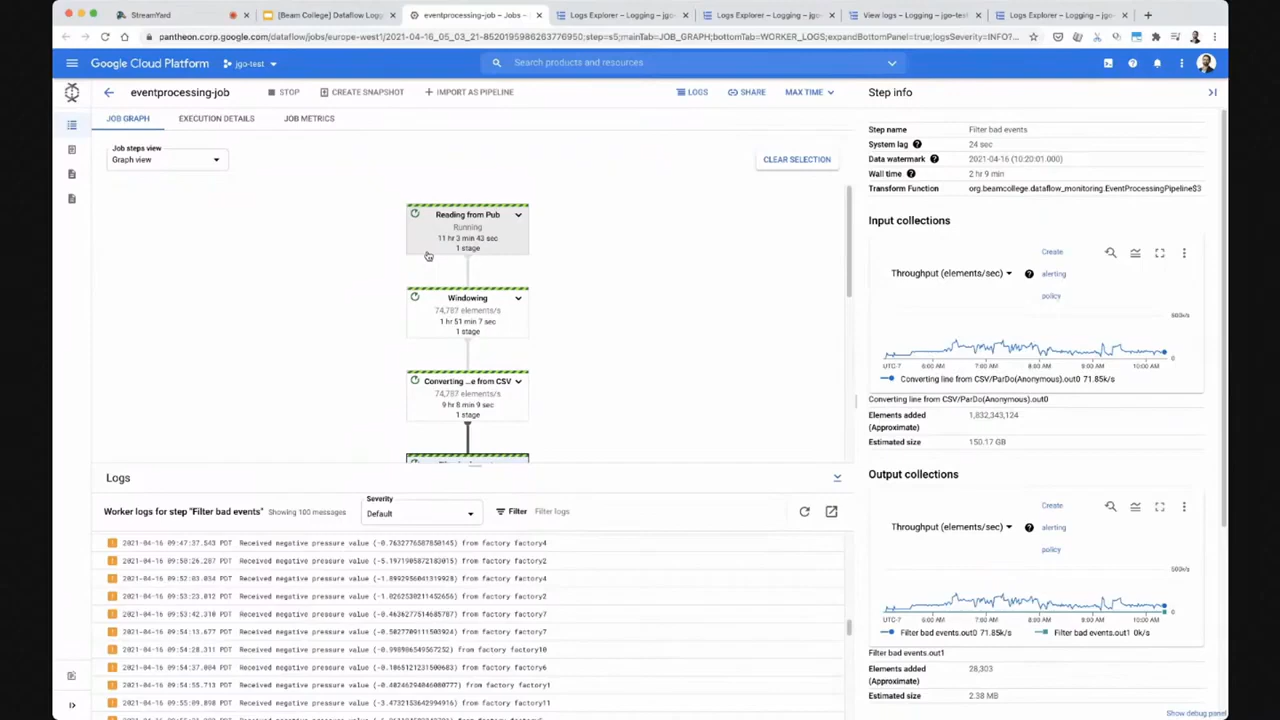 StreamYard
[Beam College] Dataflow Logg
eventprocessing-job – Jobs –
Logs Explorer – Logging – jgo-
Logs Explorer – Logging – jgo-
View logs – Logging – jgo-test
Logs Explorer – Logging – jgo-
pantheon.corp.google.com/dataflow/jobs/europe-west1/2021-04-16_05_03_21-8520195986263776950;step=s5;mainTab=JOB_GRAPH;bottomTab=WORKER_LOGS;expandBottomPanel=true;logsSeverity=INFO?...
Google Cloud Platform
jgo-test
Search products and resources
eventprocessing-job
STOP
CREATE SNAPSHOT
IMPORT AS PIPELINE
LOGS
SHARE
MAX TIME
JOB GRAPH
EXECUTION DETAILS
JOB METRICS
Job steps view
Graph view
CLEAR SELECTION
Reading from Pub
Running
11 hr 3 min 43 sec
1 stage
Windowing
74,787 elements/s
1 hr 51 min 7 sec
1 stage
Converting ...e from CSV
74,787 elements/s
9 hr 8 min 9 sec
1 stage
Logs
Worker logs for step "Filter bad events"
Showing 100 messages
Severity
Default
Filter
Filter logs
2021-04-16 09:47:37.543 PDT Received negative pressure value (-0.7632776587850145) from factory factory4
2021-04-16 09:50:26.287 PDT Received negative pressure value (-5.197190587218301S) from factory factory2
2021-04-16 09:52:03.034 PDT Received negative pressure value (-1.8992956041319928) from factory factory4
2021-04-16 09:53:23.012 PDT Received negative pressure value (-1.0262530211452656) from factory factory2
2021-04-16 09:53:42.310 PDT Received negative pressure value (-0.4636277514685787) from factory factory7
2021-04-16 09:54:13.677 PDT Received negative pressure value (-0.5027709111503924) from factory factory7
2021-04-16 09:54:28.311 PDT Received negative pressure value (-0.998986549567252) from factory factory10
2021-04-16 09:54:37.004 PDT Received negative pressure value (-0.1865121231500683) from factory factory6
2021-04-16 09:54:55.713 PDT Received negative pressure value (-0.40246294046080777) from factory factory1
2021-04-16 09:55:09.898 PDT Received negative pressure value (-3.4732153642994916) from factory factory11
Step info
Step name
Filter bad events
System lag
24 sec
Data watermark
2021-04-16 (10:20:01.000)
Wall time
2 hr 9 min
Transform Function
org.beamcollege.dataflow_monitoring.EventProcessingPipeline$3
Input collections
Throughput (elements/sec)
Create
alerting
policy
500k/s
0
UTC-7
6:00 AM
7:00 AM
8:00 AM
9:00 AM
10:00 AM
Converting line from CSV/ParDo(Anonymous).out0 71.85k/s
Converting line from CSV/ParDo(Anonymous).out0
Elements added
(Approximate)
1,832,343,124
Estimated size
150.17 GB
Output collections
Throughput (elements/sec)
Create
alerting
policy
500k/s
0
UTC-7
6:00 AM
7:00 AM
8:00 AM
9:00 AM
10:00 AM
Filter bad events.out0 71.85k/s
Filter bad events.out1 0k/s
Filter bad events.out1
Elements added
(Approximate)
28,303
Estimated size
2.38 MB
Show debug panel